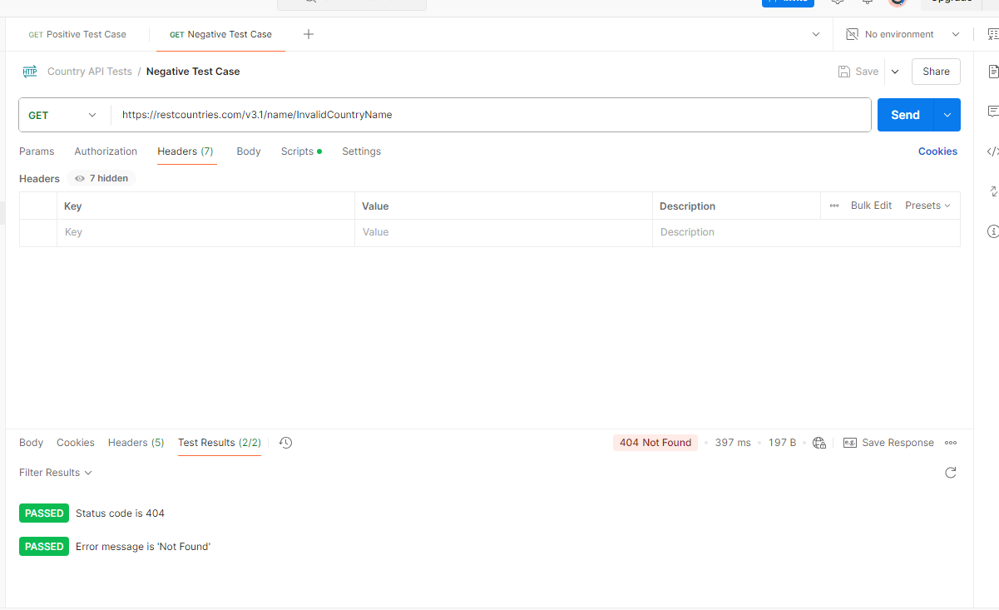 GET Positive Test Case GET Negative Test Case No environment
HTTP Country API Tests / Negative Test Case Save Share
GET https://restcountries.com/v3.1/name/InvalidCountryName Send
Params Authorization Headers (7) Body Scripts Settings Cookies
Headers 7 hidden
Key Value Description Bulk Edit Presets
Key Value Description
Body Cookies Headers (5) Test Results (2/2) 404 Not Found 397 ms 197 B e.g. Save Response
Filter Results
PASSED Status code is 404
PASSED Error message is 'Not Found'